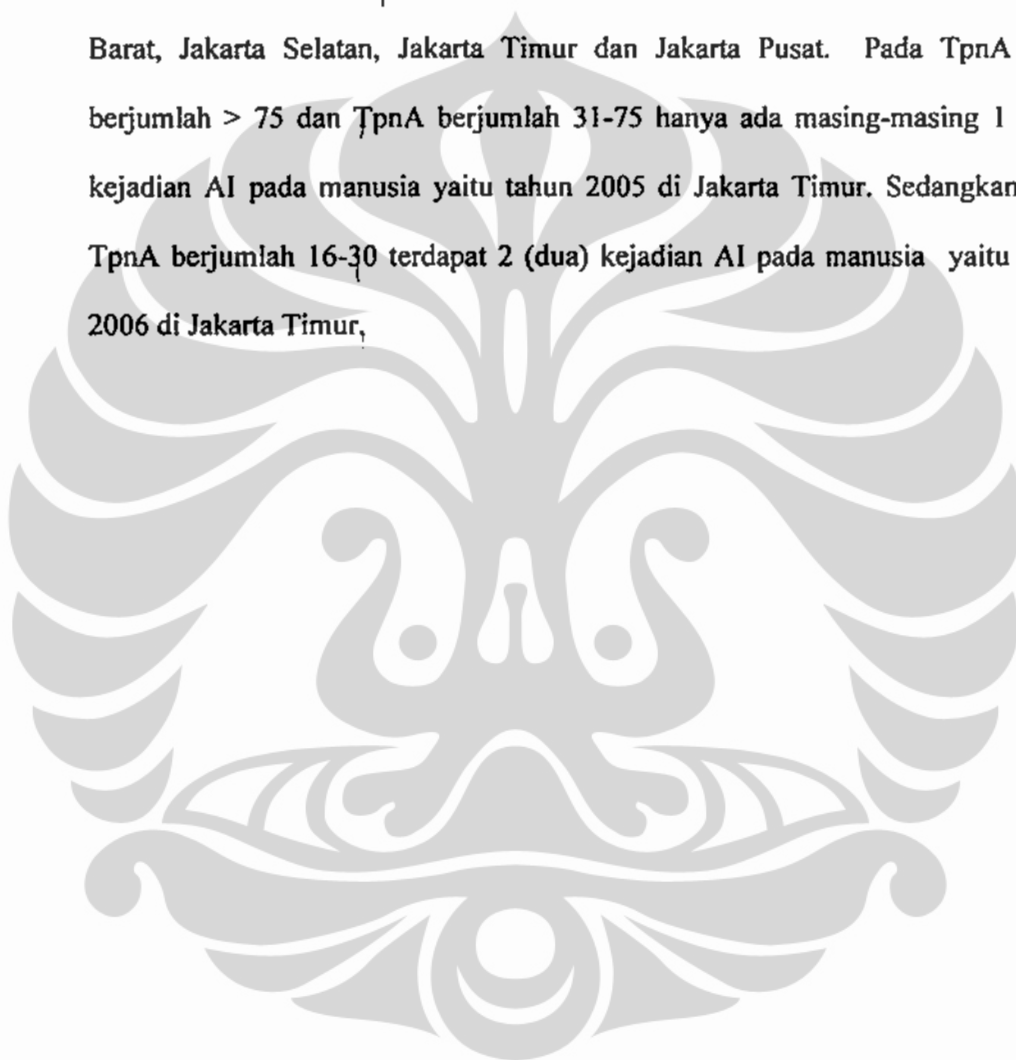 Barat, Jakarta Selatan, Jakarta Timur dan Jakarta Pusat. Pada TpnA
berjumlah > 75 dan TpnA berjumlah 31-75 hanya ada masing-masing 1
kejadian AI pada manusia yaitu tahun 2005 di Jakarta Timur. Sedangkan
TpnA berjumlah 16-30 terdapat 2 (dua) kejadian AI pada manusia yaitu
2006 di Jakarta Timur,